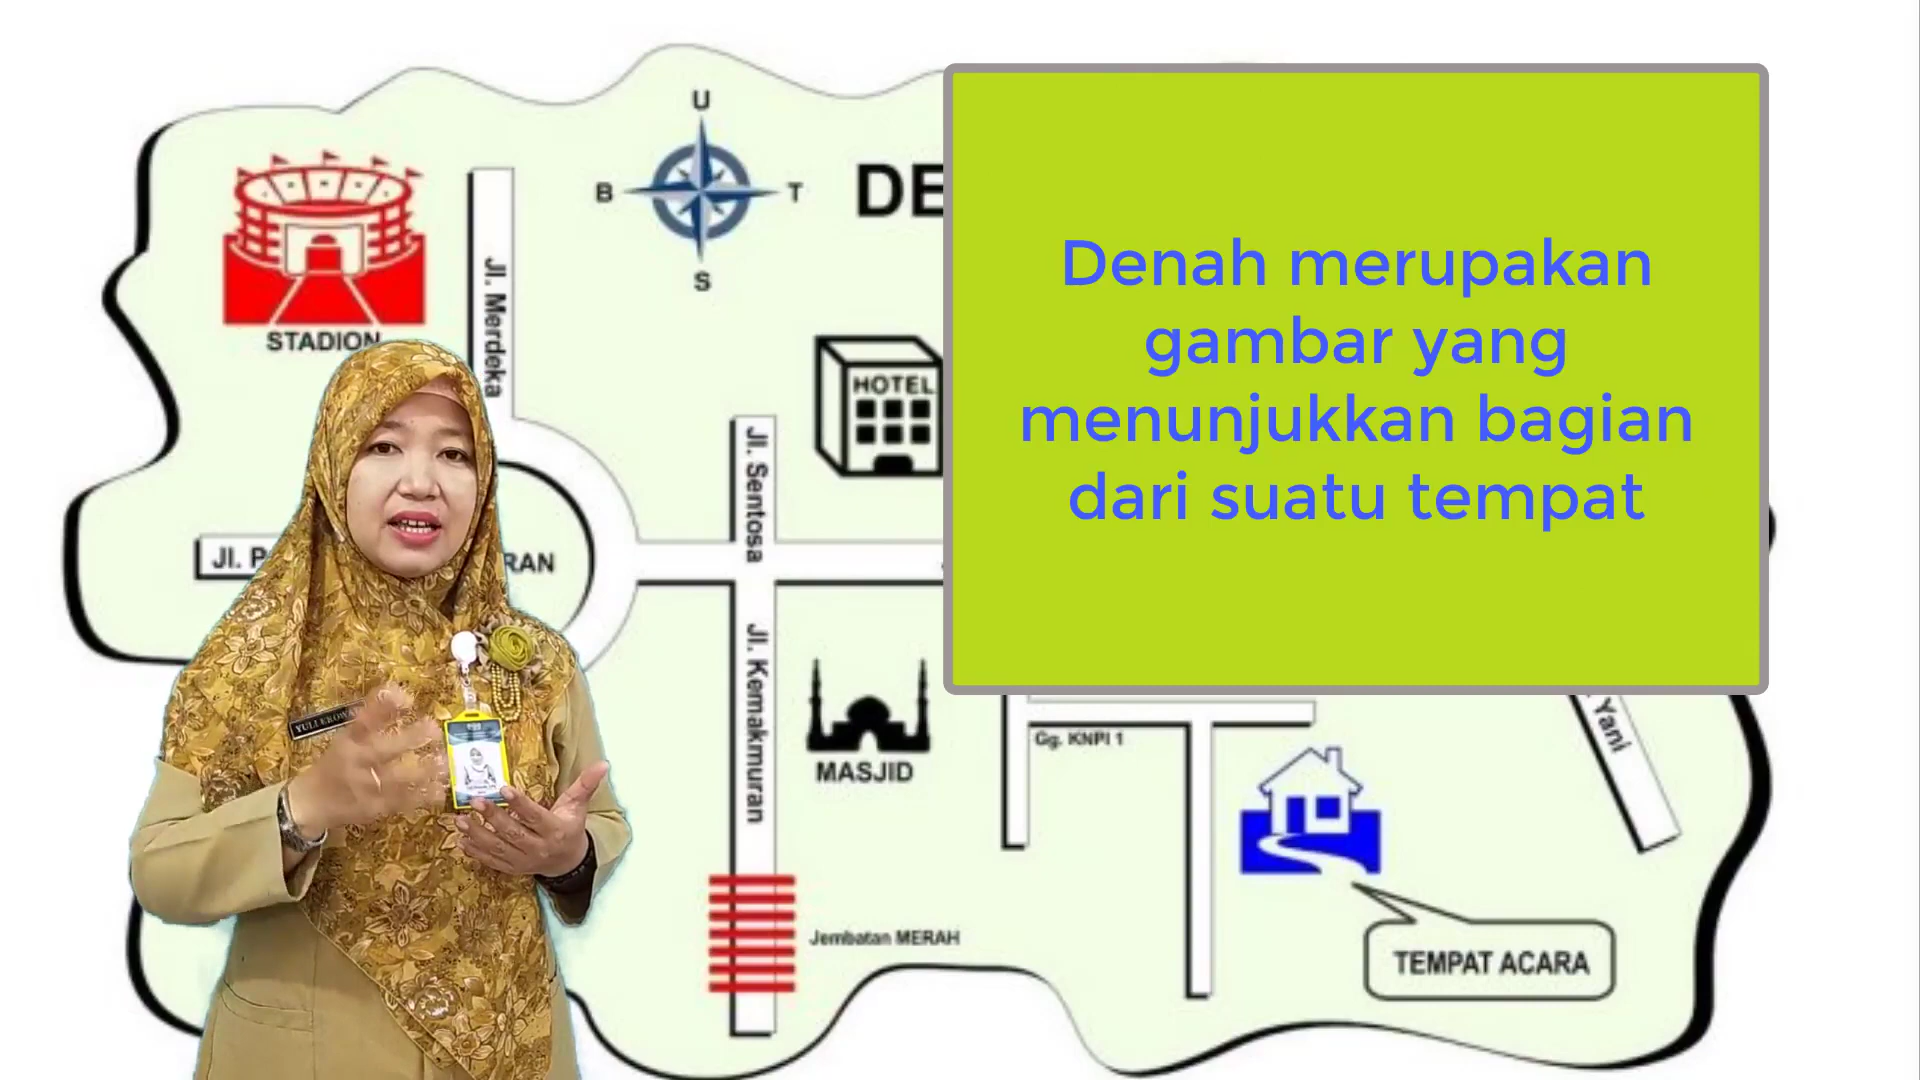 U
B
T
S
DE
STADION
Jl. Merdeka
HOTEL
Denah merupakan
gambar yang
menunjukkan bagian
dari suatu tempat
Jl. Sentosa
Jl.
RAN
Jl. Kemakmuran
MASJID
Gg. KNPI 1
Yani
Jembatan MERAH
TEMPAT ACARA